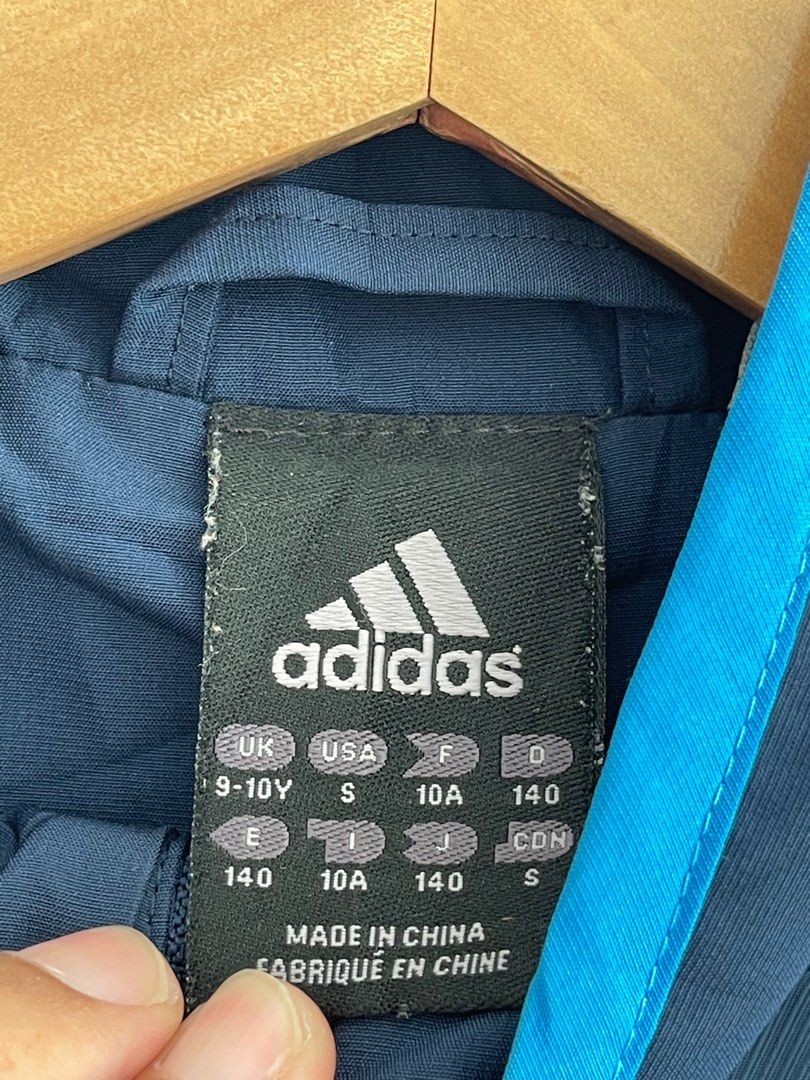 adidas
UK USA F D
9-10Y S 10A 140
E I J CDN
140 10A 140 S
MADE IN CHINA
FABRIQUÉ EN CHINE